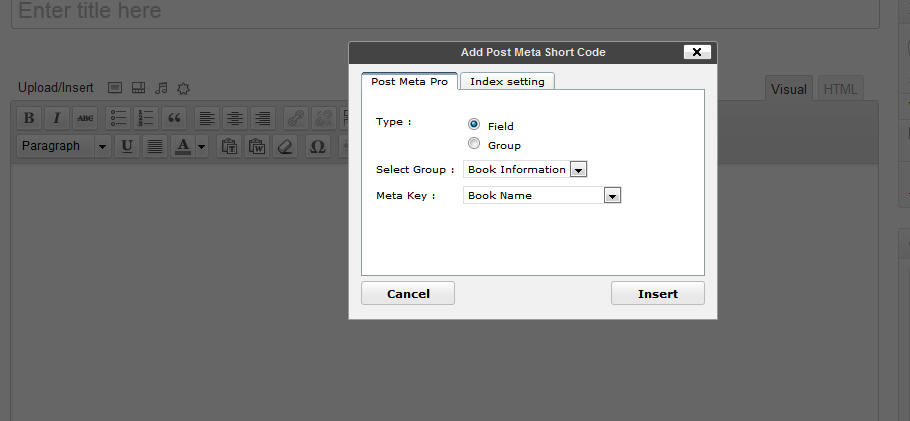 Enter title here
Add Post Meta Short Code
Upload/Insert
Visual HTML
Post Meta Pro Index setting
B I ABC
Paragraph U A Ω
Type :
Field
Group
Select Group : Book Information
Meta Key : Book Name
Cancel Insert